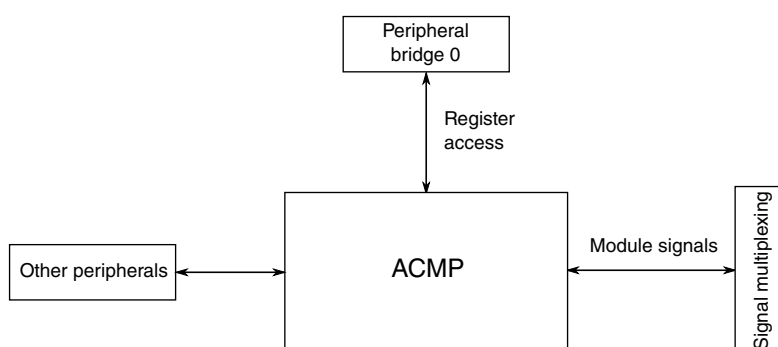 Peripheral
bridge 0
Register
access
Module signals
Other peripherals
ACMP
Signal multiplexing